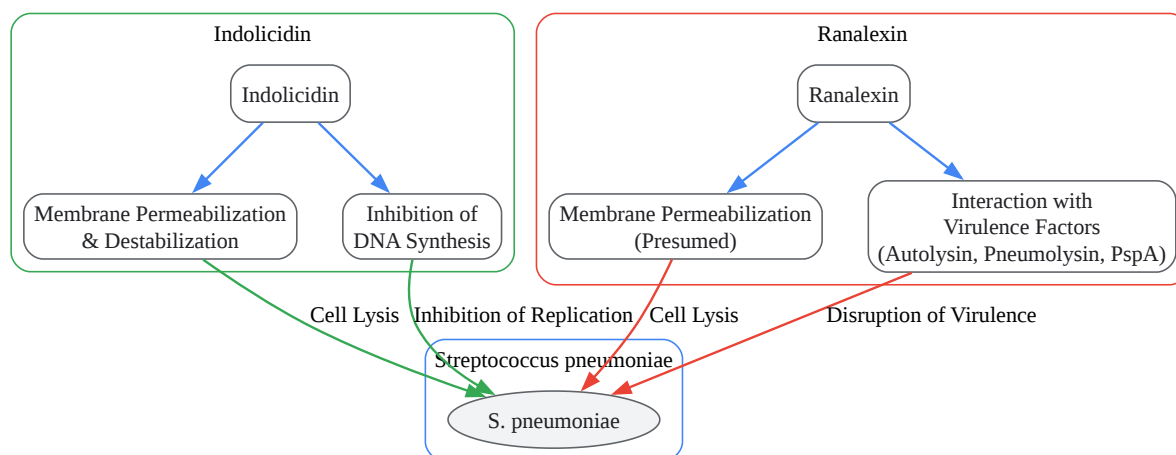 Indolicidin
Ranalexin
Indolicidin
Ranalexin
Membrane Permeabilization
& Destabilization
Inhibition of
DNA Synthesis
Membrane Permeabilization
(Presumed)
Interaction with
Virulence Factors
(Autolysin, Pneumolysin, PspA)
Cell Lysis
Inhibition of Replication
Cell Lysis
Disruption of Virulence
Streptococcus pneumoniae
S. pneumoniae